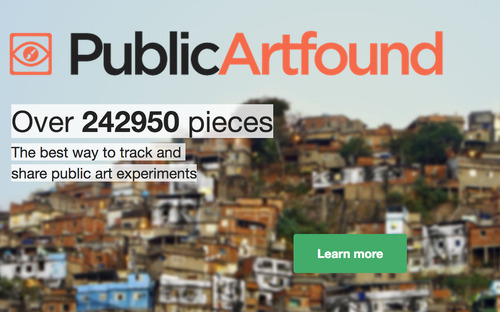 PublicArtfound
Over 242950 pieces
The best way to track and
share public art experiments
Learn more